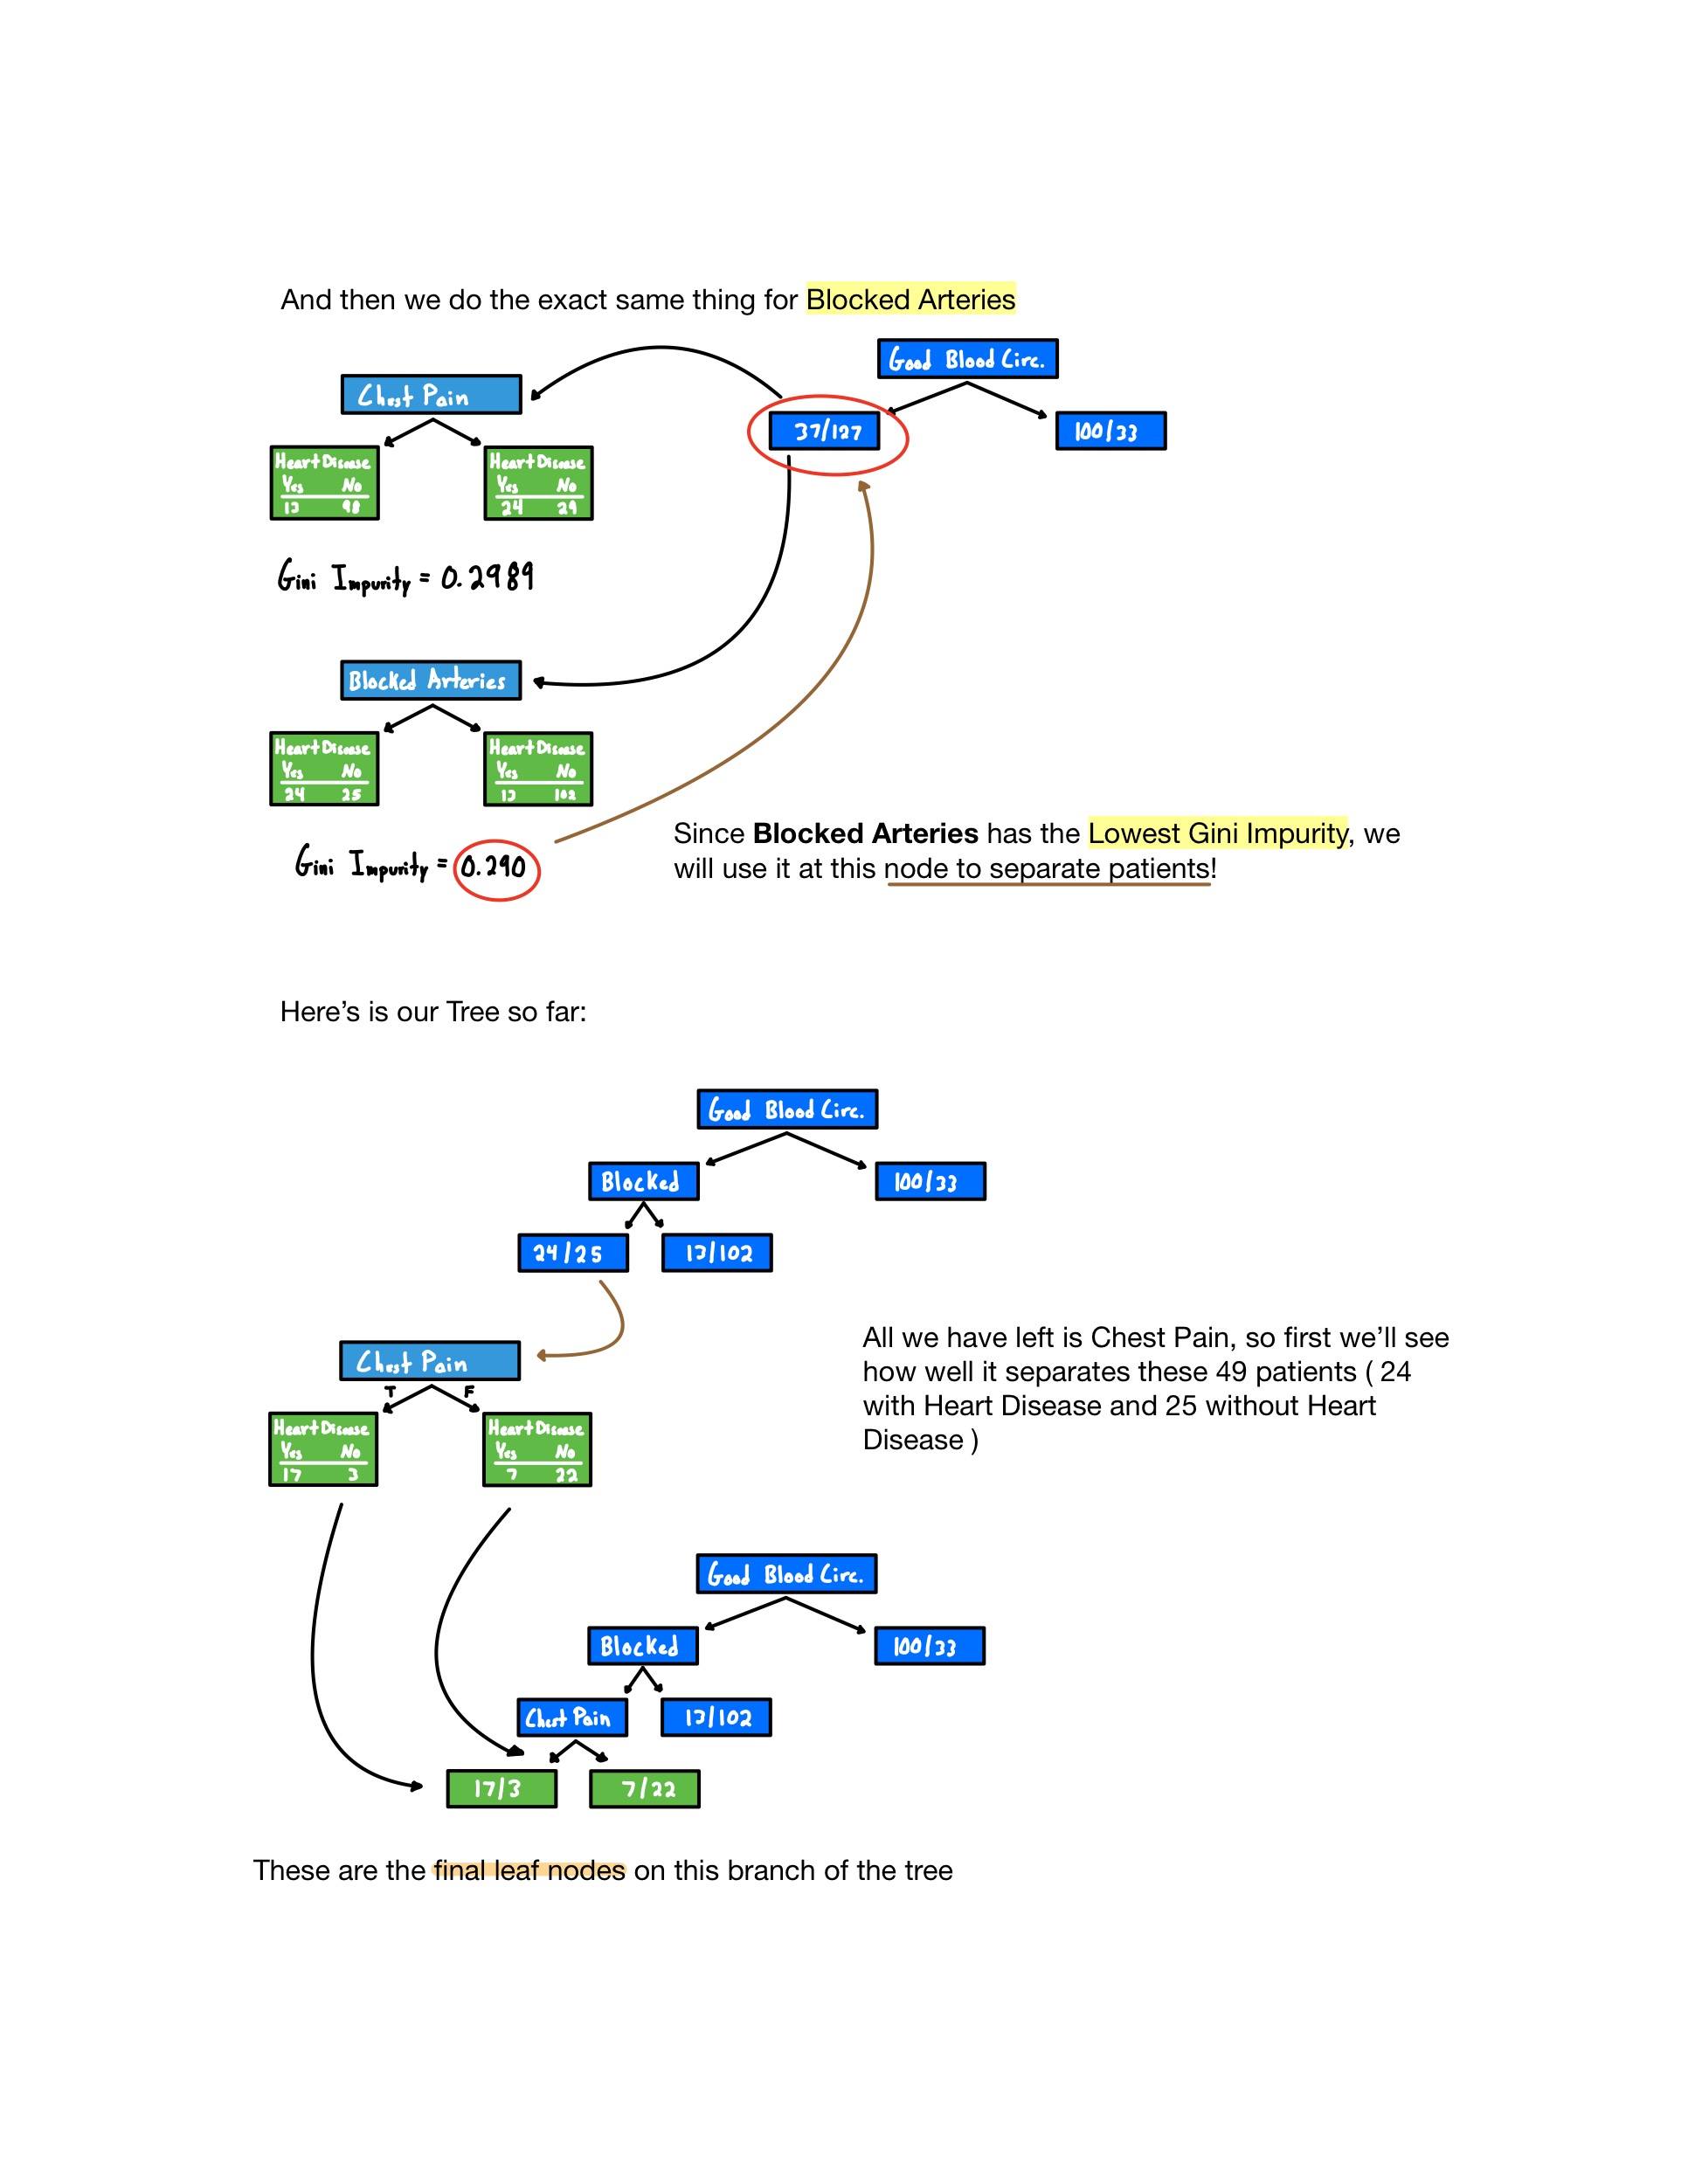 And then we do the exact same thing for Blocked Arteries
Good Blood Circ.
Chest Pain
37/127
100/33
Heart Disease
Yes No
13 98
Heart Disease
Yes No
24 29
Gini Impurity = 0.2989
Blocked Arteries
Heart Disease
Yes No
24 25
Heart Disease
Yes No
13 102
Gini Impurity = 0.290
Since Blocked Arteries has the Lowest Gini Impurity, we
will use it at this node to separate patients!
Here's is our Tree so far:
Good Blood Circ.
Blocked
100/33
24/25
13/102
All we have left is Chest Pain, so first we'll see
how well it separates these 49 patients ( 24
with Heart Disease and 25 without Heart
Disease )
Chest Pain
T F
Heart Disease
Yes No
17 3
Heart Disease
Yes No
7 22
Good Blood Circ.
Blocked
100/33
Chest Pain
13/102
17/3
7/22
These are the final leaf nodes on this branch of the tree